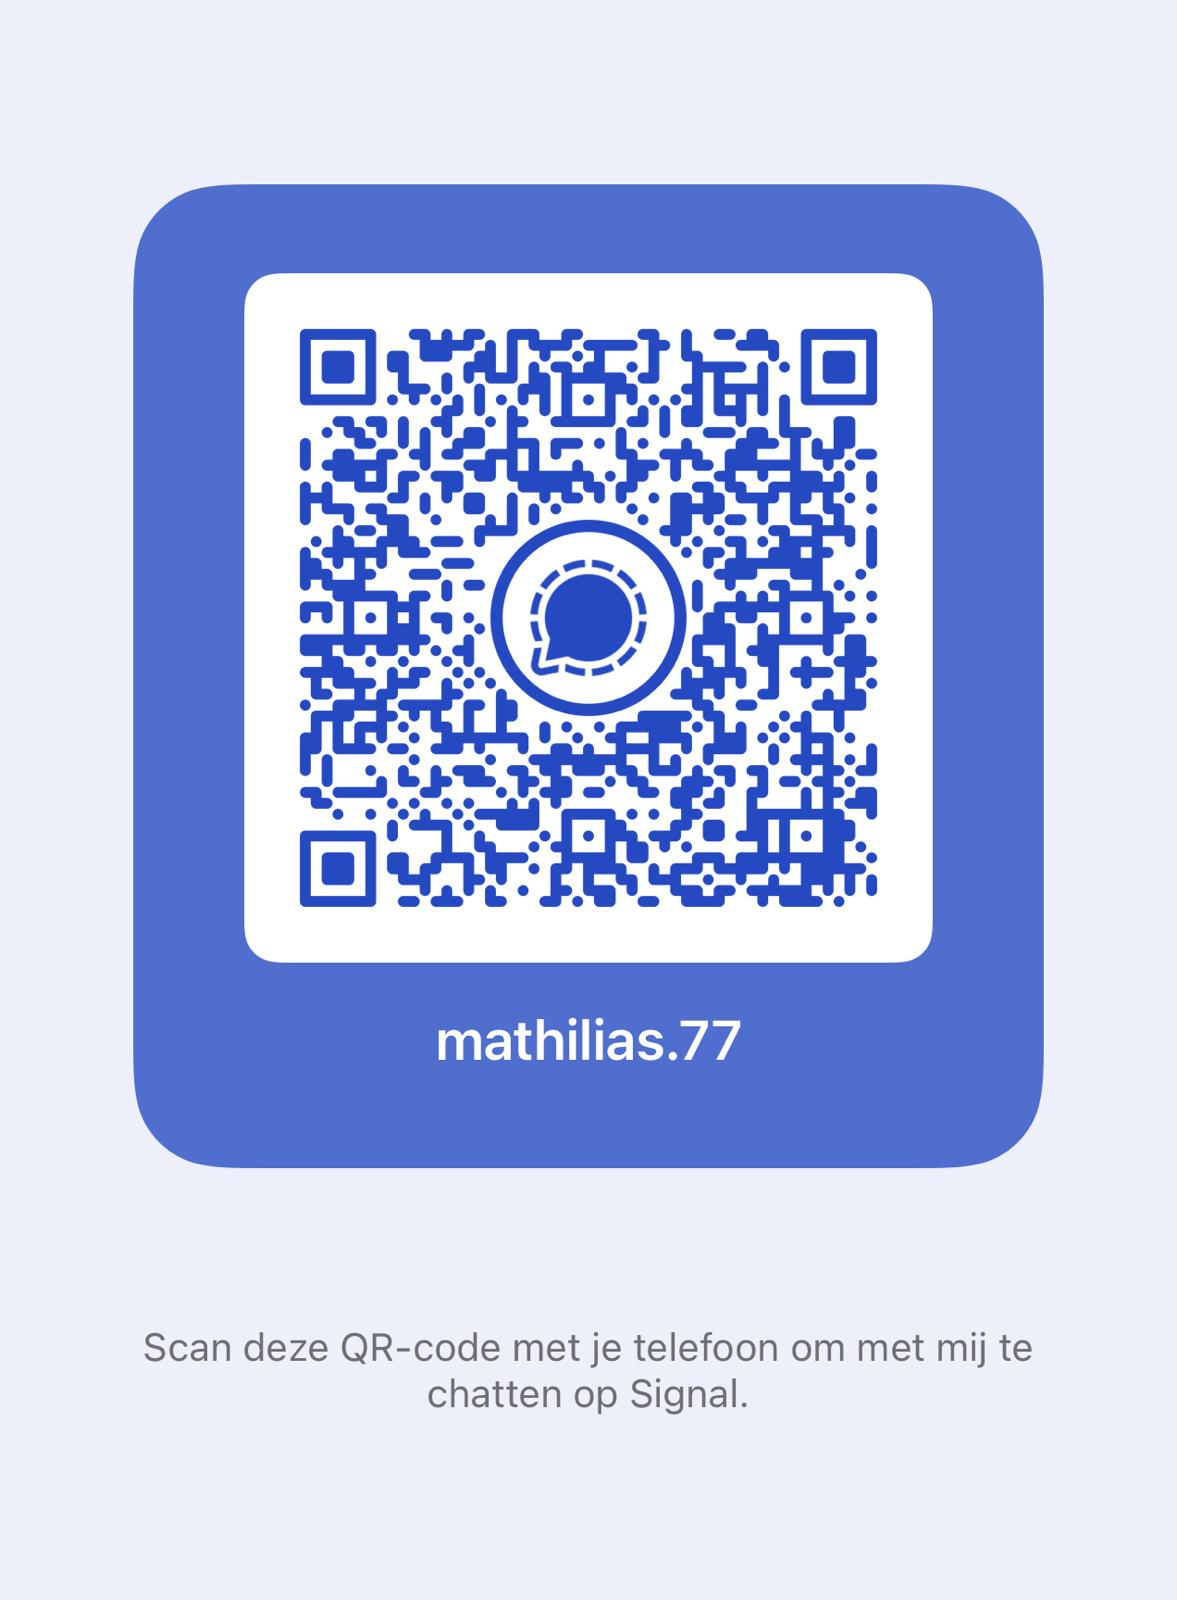 mathilias.77
Scan deze QR-code met je telefoon om met mij te
chatten op Signal.